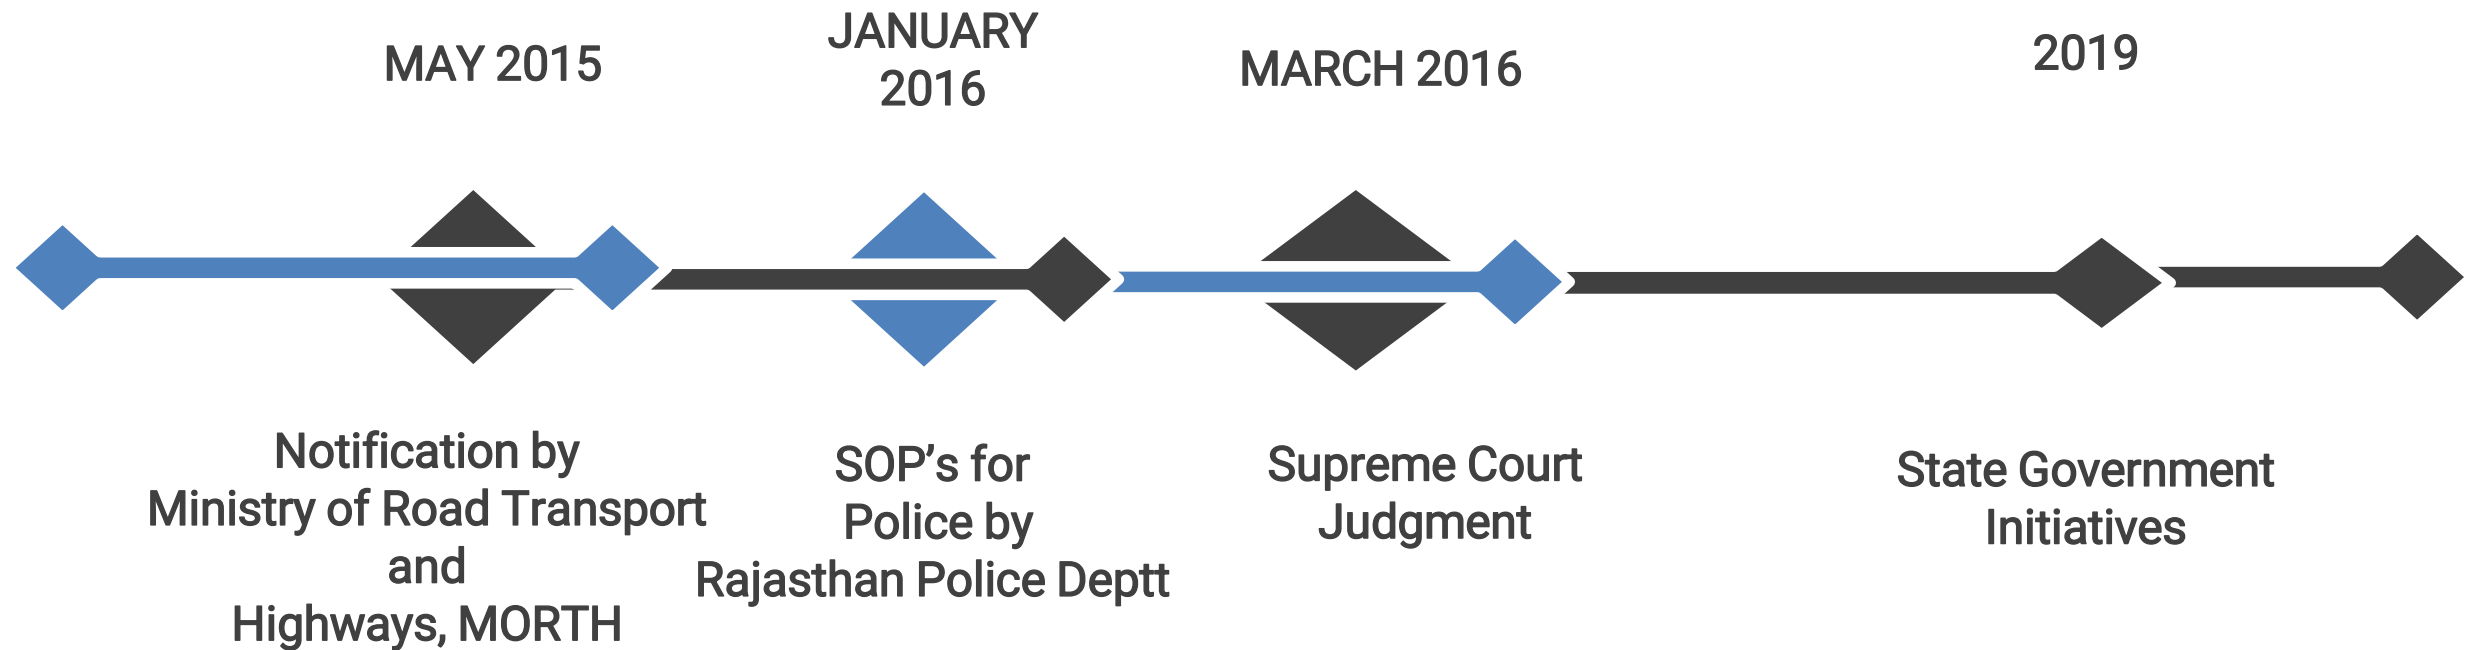 MAY 2015
JANUARY
2016
MARCH 2016
2019
Notification by
Ministry of Road Transport
and
Highways, MORTH
SOP’s for
Police by
Rajasthan Police Deptt
Supreme Court
Judgment
State Government
Initiatives